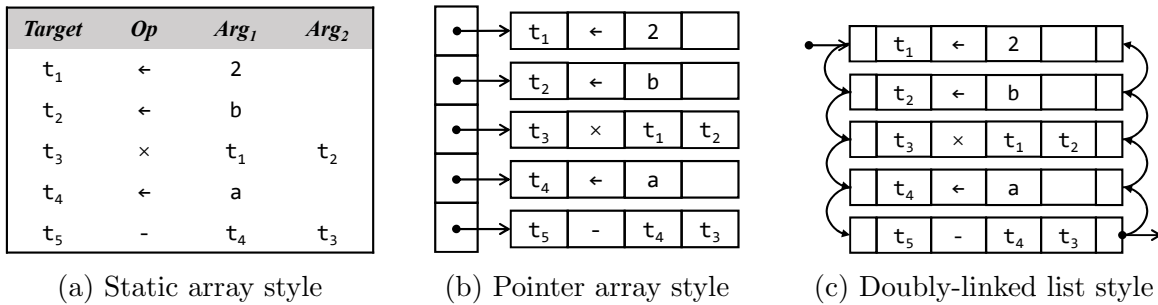 Target Op Arg₁ Arg₂
t₁ ← 2
t₂ ← b
t₃ × t₁ t₂
t₄ ← a
t₅ - t₄ t₃
(a) Static array style
t₁ ← 2
t₂ ← b
t₃ × t₁ t₂
t₄ ← a
t₅ - t₄ t₃
(b) Pointer array style
t₁ ← 2
t₂ ← b
t₃ × t₁ t₂
t₄ ← a
t₅ - t₄ t₃
(c) Doubly-linked list style